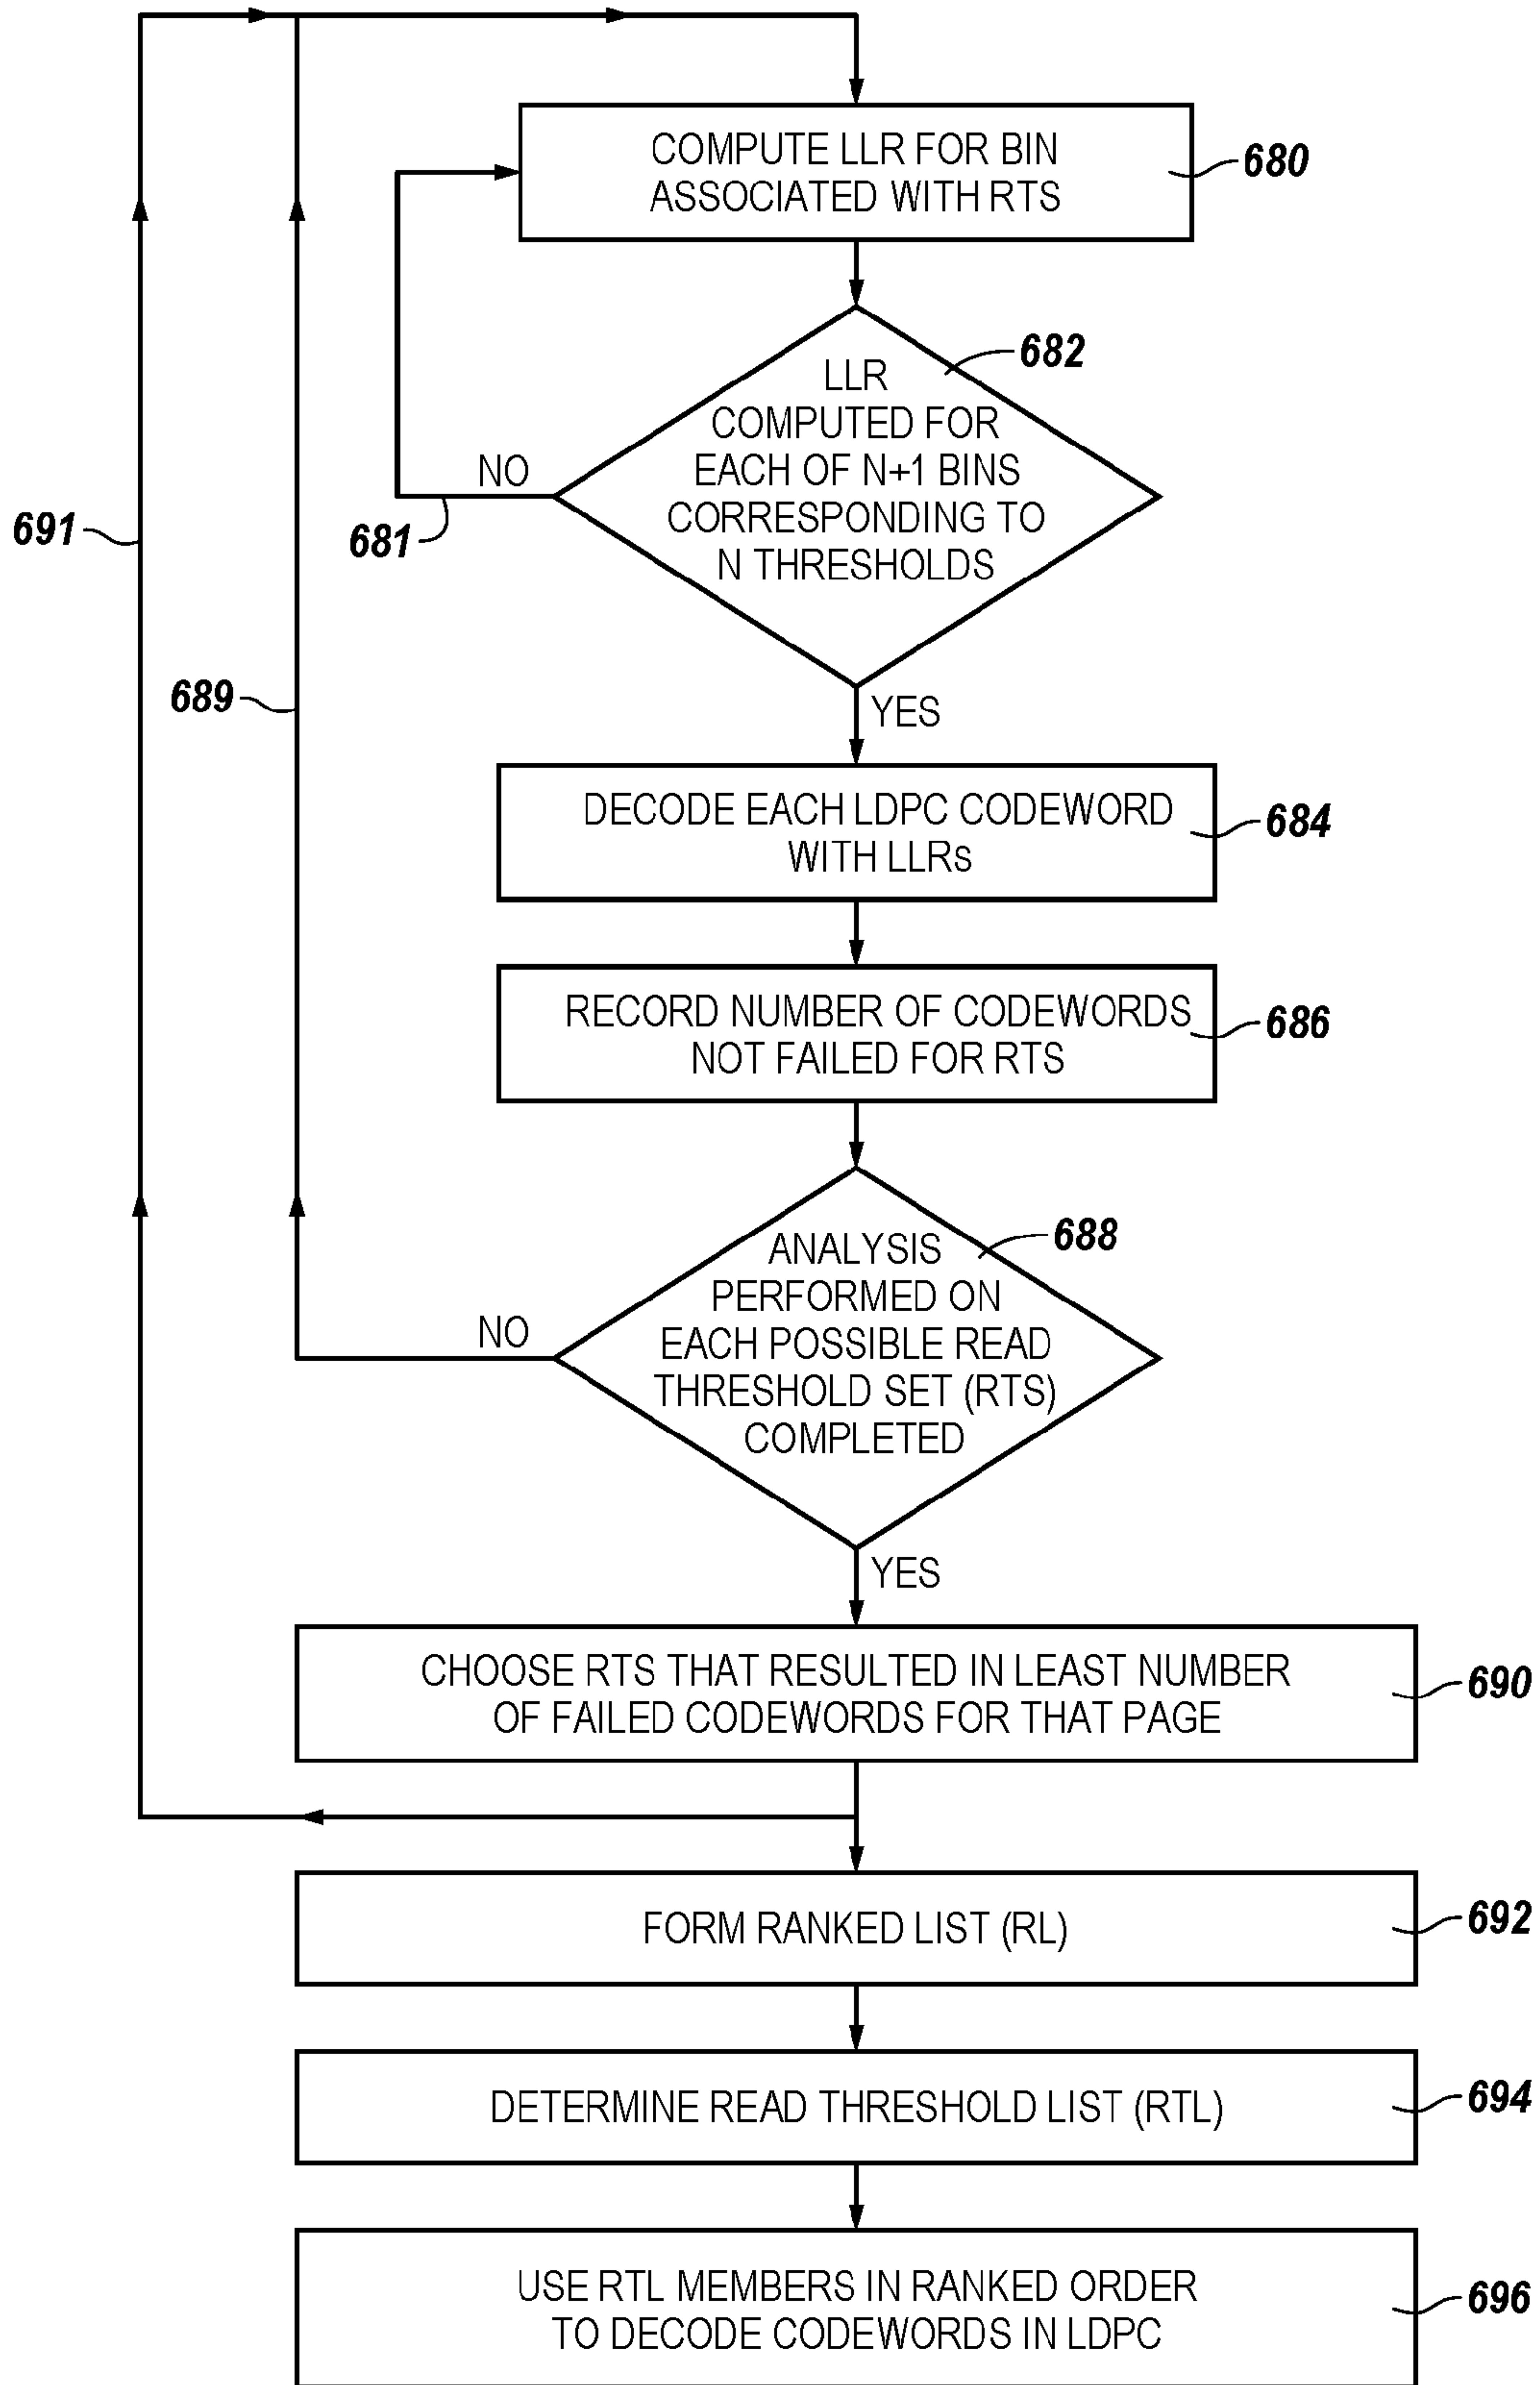 COMPUTE LLR FOR BIN
ASSOCIATED WITH RTS
680
LLR
COMPUTED FOR
EACH OF N+1 BINS
CORRESPONDING TO
N THRESHOLDS
682
NO
681
691
689
YES
DECODE EACH LDPC CODEWORD
WITH LLRs
684
RECORD NUMBER OF CODEWORDS
NOT FAILED FOR RTS
686
ANALYSIS
PERFORMED ON
EACH POSSIBLE READ
THRESHOLD SET (RTS)
COMPLETED
688
NO
YES
CHOOSE RTS THAT RESULTED IN LEAST NUMBER
OF FAILED CODEWORDS FOR THAT PAGE
690
FORM RANKED LIST (RL)
692
DETERMINE READ THRESHOLD LIST (RTL)
694
USE RTL MEMBERS IN RANKED ORDER
TO DECODE CODEWORDS IN LDPC
696